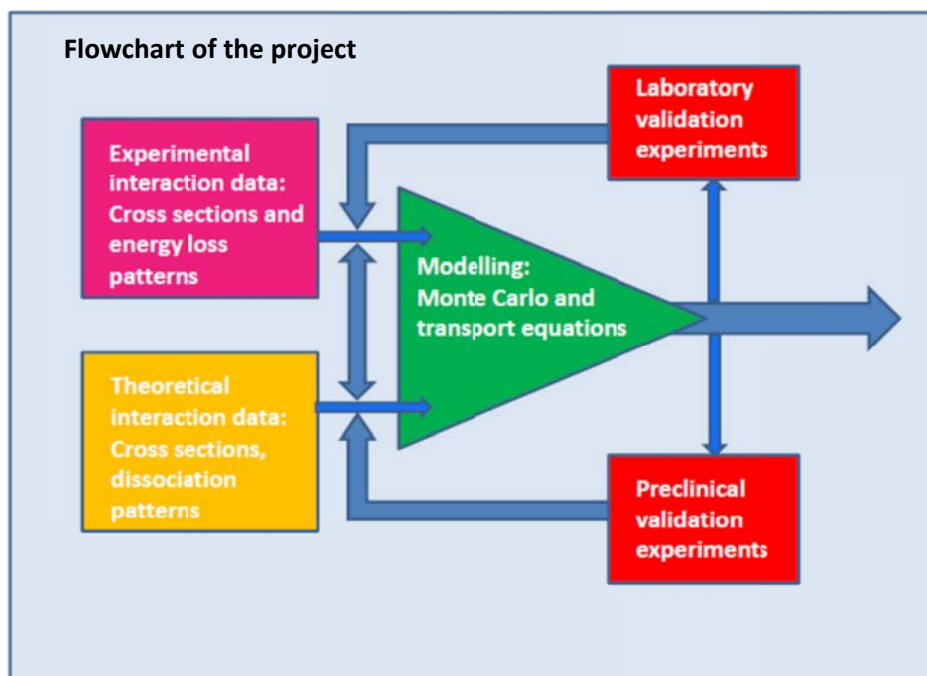 Flowchart of the project
Laboratory
validation
experiments
Experimental
interaction data:
Cross sections and
energy loss
patterns
Modelling:
Monte Carlo and
transport equations
Theoretical
interaction data:
Cross sections,
dissociation
patterns
Preclinical
validation
experiments